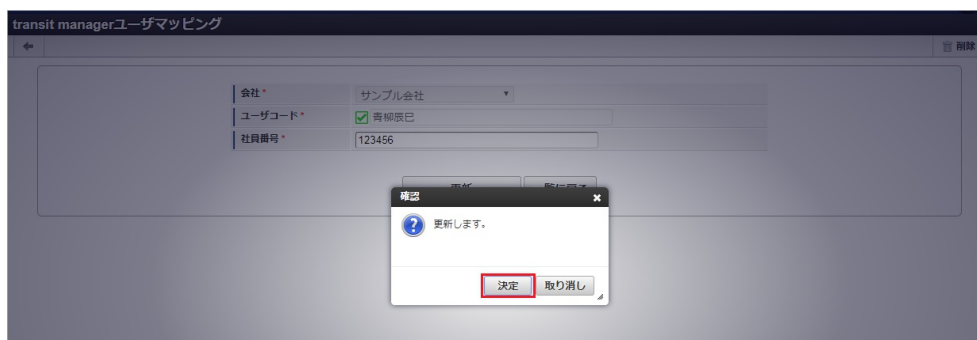 transit managerユーザマッピング
削除
会社*
サンプル会社
ユーザコード*
青柳辰巳
社員番号*
123456
確認
更新します。
決定 取り消し